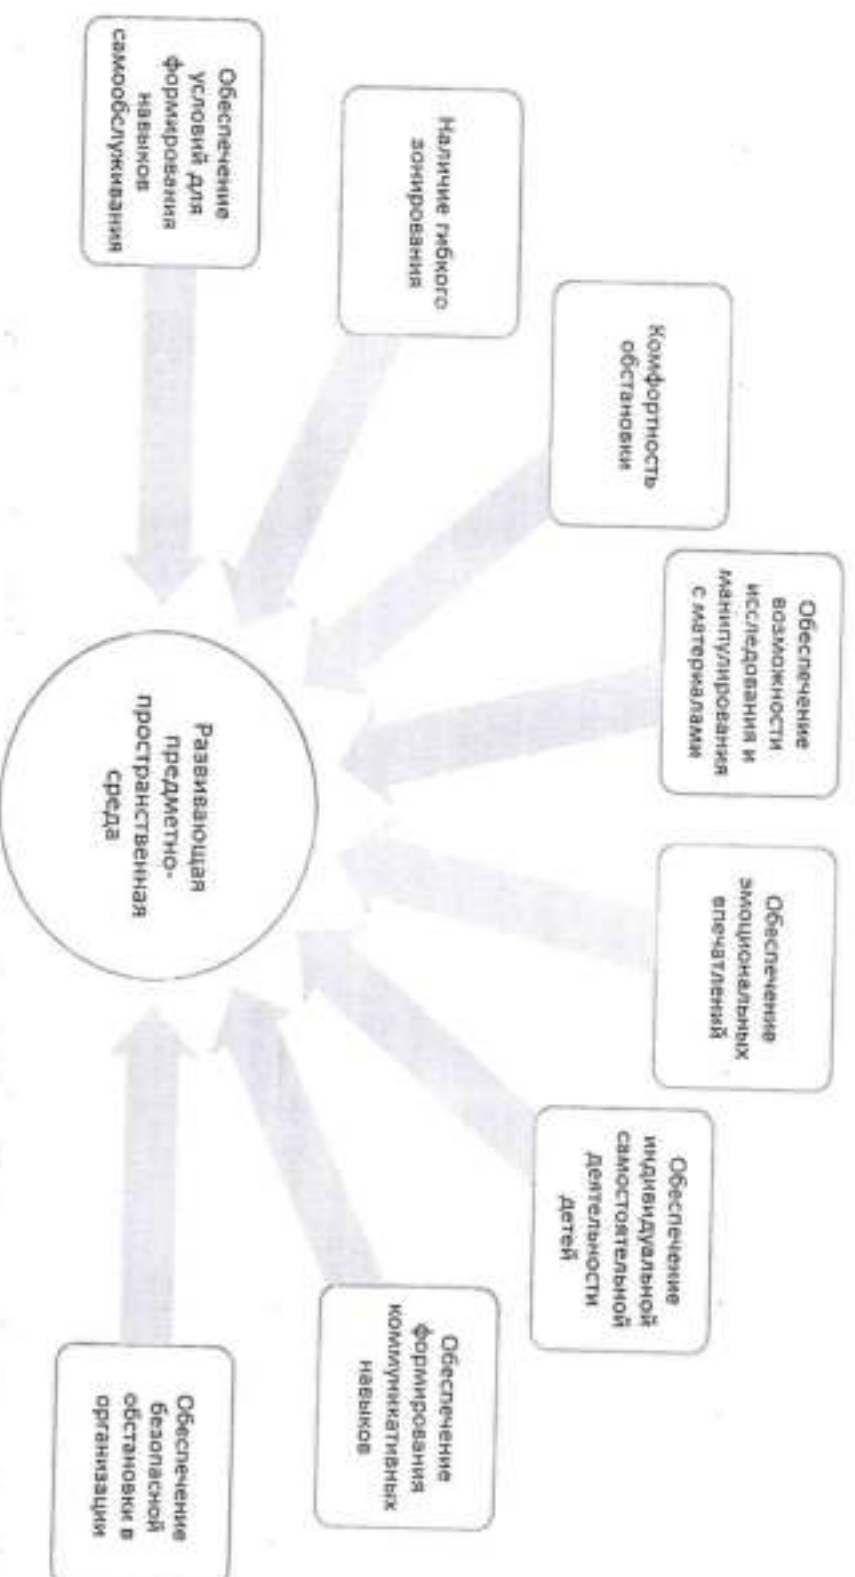 Обеспечение
условий для
формирования
навыков
самообслуживания
Наличие гибкого
зонирования
Комфортность
обстановки
Обеспечение
возможности
исследования и
манипулирования
с материалами
Обеспечение
эмоциональных
впечатлений
Обеспечение
индивидуальной
самостоятельной
деятельности
детей
Обеспечение
формирования
коммуникативных
навыков
Обеспечение
безопасной
обстановки в
организации
Развивающая
предметно-
пространственная
среда